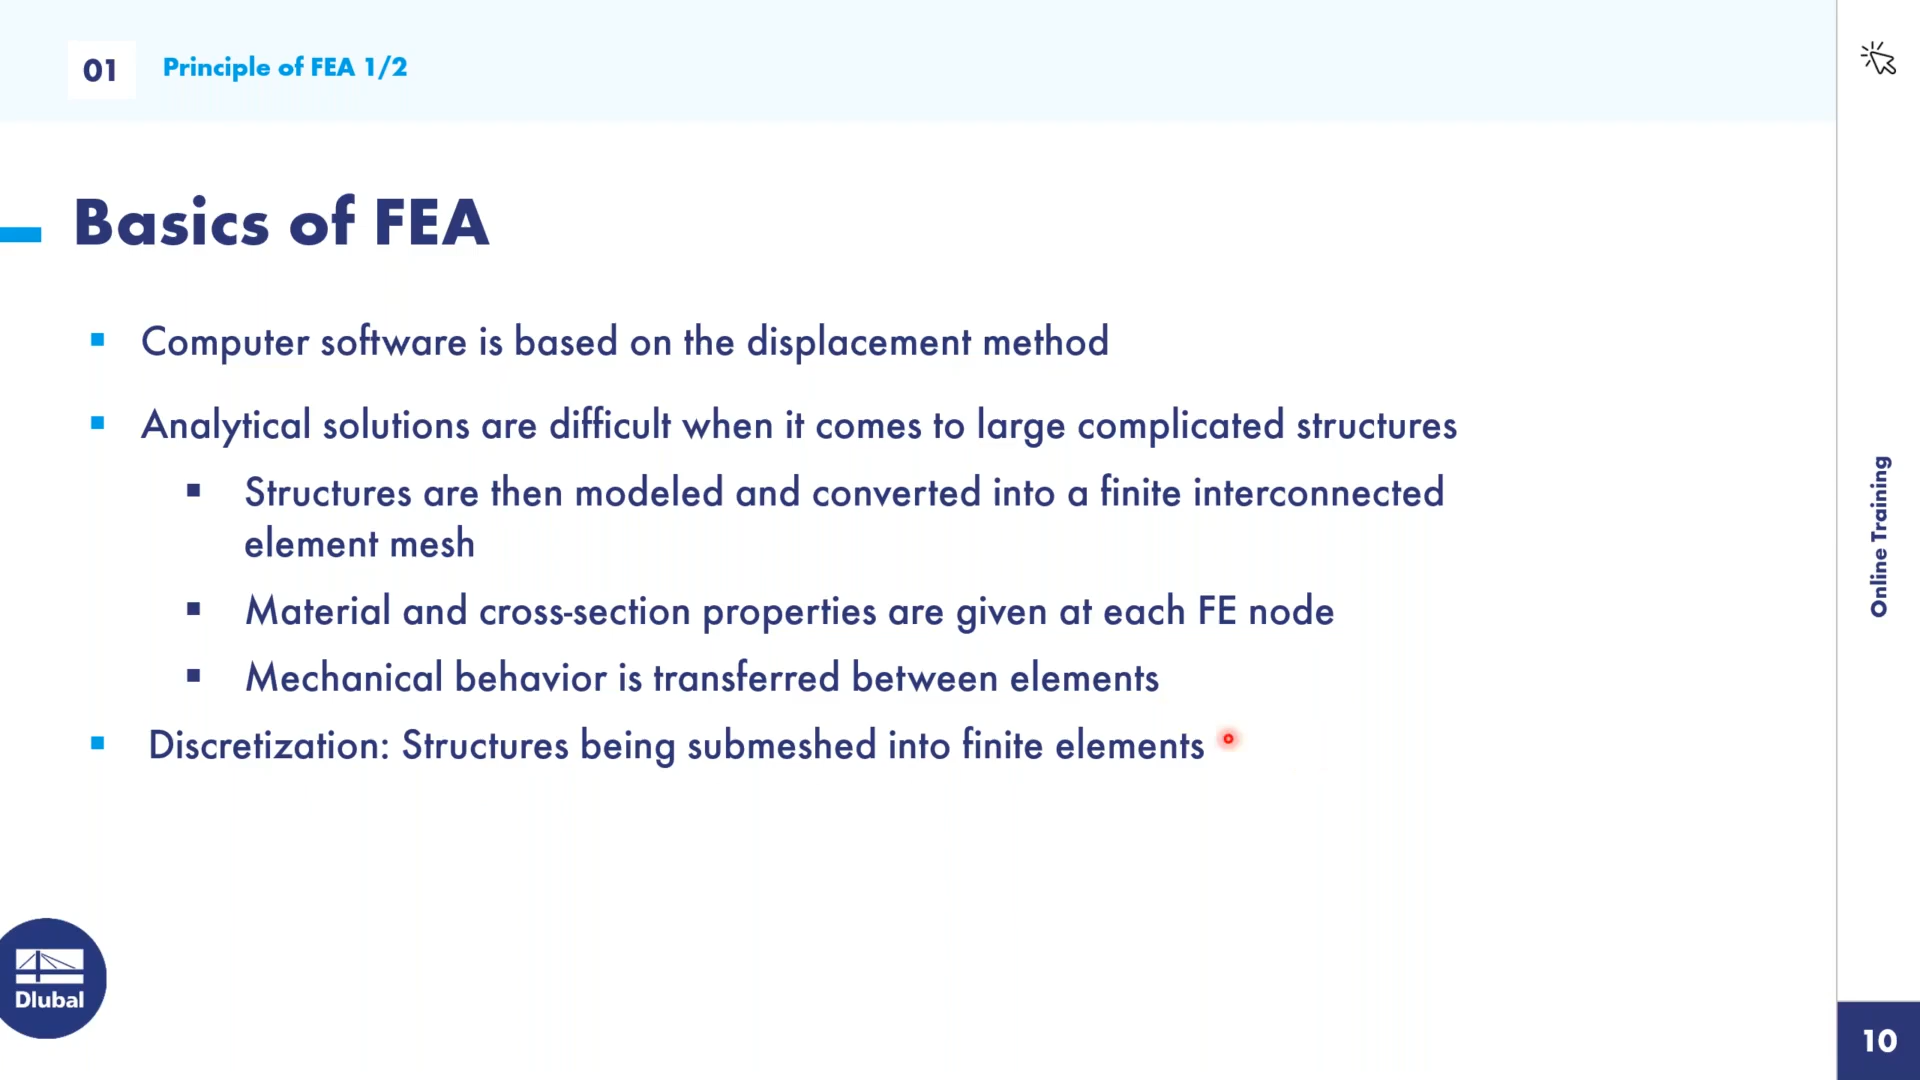 01
Principle of FEA 1/2
Basics of FEA
Computer software is based on the displacement method
Analytical solutions are difficult when it comes to large complicated structures
Structures are then modeled and converted into a finite interconnected
element mesh
Material and cross-section properties are given at each FE node
Mechanical behavior is transferred between elements
Discretization: Structures being submeshed into finite elements
Online Training
Dlubal
10